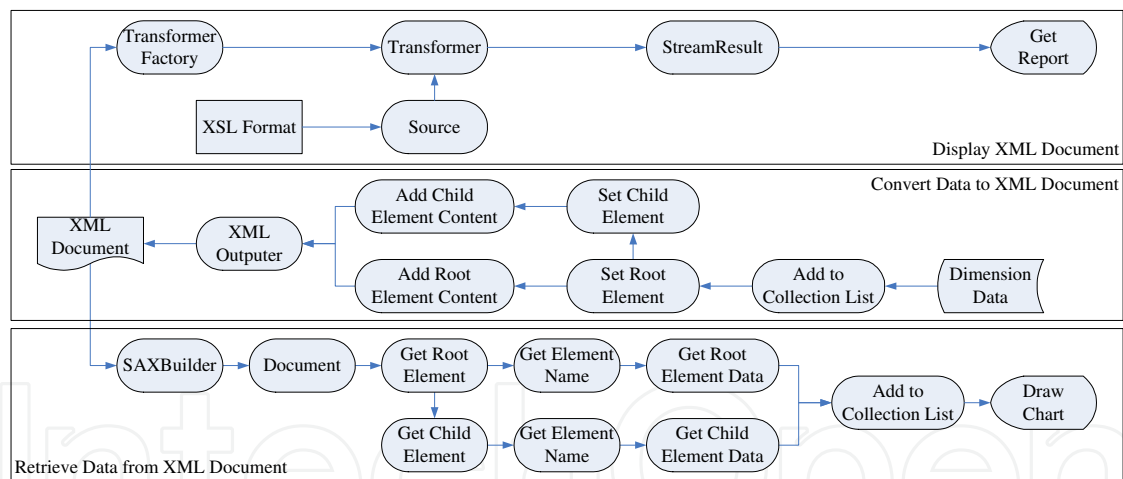 Transformer
Factory
Transformer
StreamResult
Get
Report
XSL Format
Source
Display XML Document
Convert Data to XML Document
Add Child
Element Content
Set Child
Element
XML
Document
XML
Outputer
Add Root
Element Content
Set Root
Element
Add to
Collection List
Dimension
Data
SAXBuilder
Document
Get Root
Element
Get Element
Name
Get Root
Element Data
Add to
Collection List
Draw
Chart
Get Child
Element
Get Element
Name
Get Child
Element Data
Retrieve Data from XML Document
IntechOpen